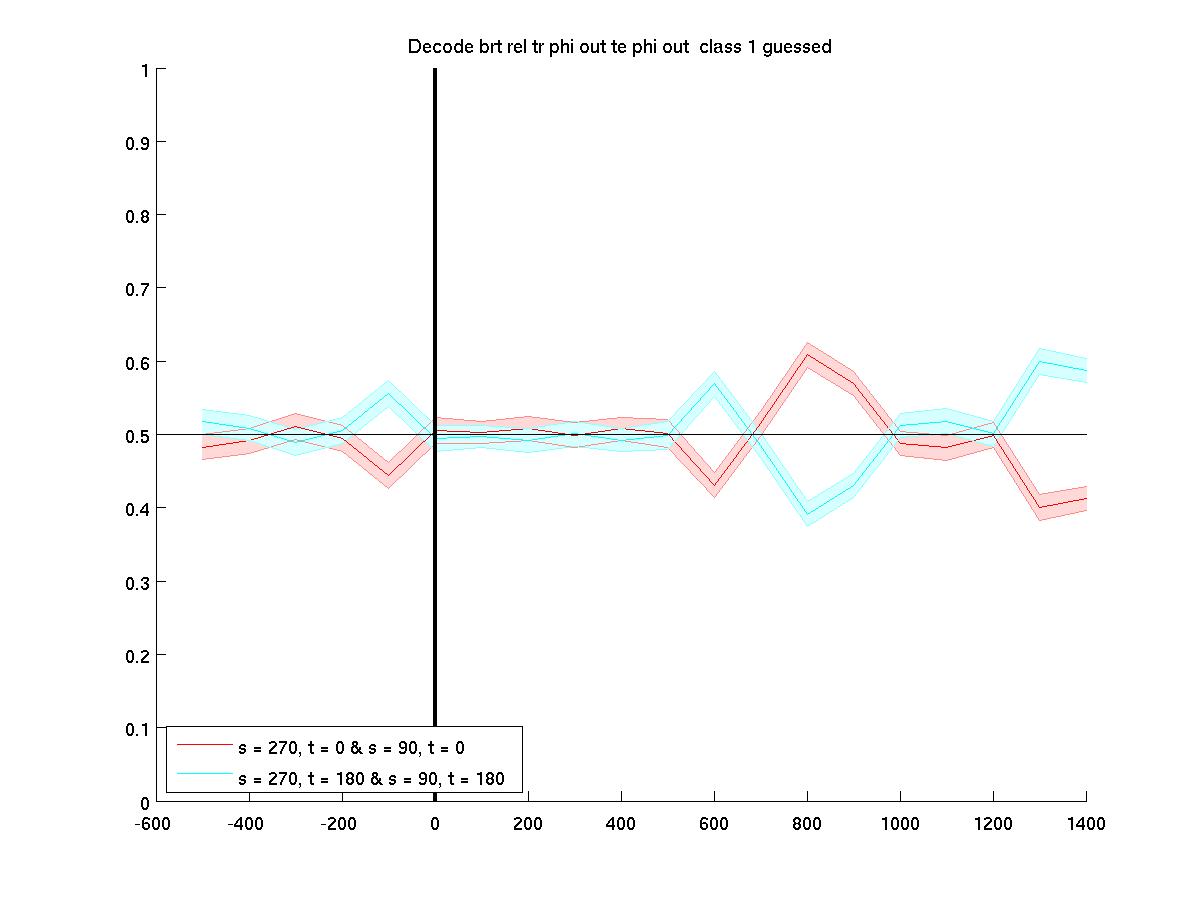 Decode brt rel tr phi out te phi out class 1 guessed
1
0.9
0.8
0.7
0.6
0.5
0.4
0.3
0.2
0.1
0
s = 270, t = 0 & s = 90, t = 0
s = 270, t = 180 & s = 90, t = 180
-600 -400 -200 0 200 400 600 800 1000 1200 1400